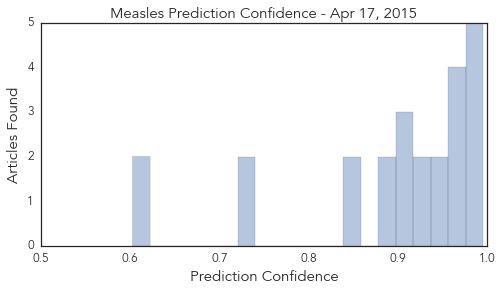 Measles Prediction Confidence - Apr 17, 2015
Articles Found
5
4
3
2
1
0
0.5 0.6 0.7 0.8 0.9 1.0
Prediction Confidence